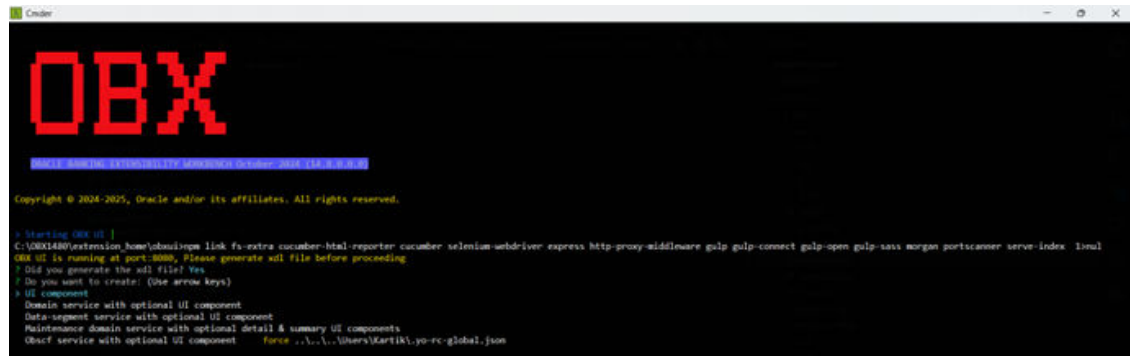 Cmder
OBX
ORACLE BANKING EXTENSIBILITY WORKBENCH October 2024 (14.8.0.0.0)
Copyright © 2024-2025, Oracle and/or its affiliates. All rights reserved.
> Starting OBX UI |
C:\OBX1480\extension_home\obxui>npm link fs-extra cucumber-html-reporter cucumber selenium-webdriver express http-proxy-middleware gulp gulp-connect gulp-open gulp-sass morgan portscanner serve-index 1>nul
OBX UI is running at port:8080, Please generate xdl file before proceeding
? Did you generate the xdl file? Yes
? Do you want to create: (Use arrow keys)
> UI component
Domain service with optional UI component
Data-segment service with optional UI component
Maintenance domain service with optional detail & summary UI components
Obscf service with optional UI component force ..\..\..\Users\Kartik\.yo-rc-global.json